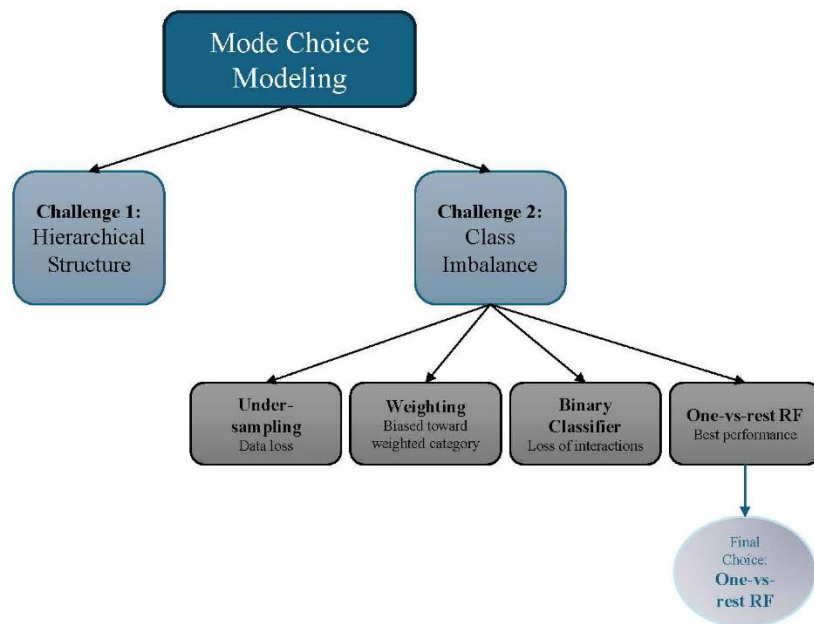 Mode Choice
Modeling
Challenge 1:
Hierarchical
Structure
Challenge 2:
Class
Imbalance
Under-
sampling
Data loss
Weighting
Biased toward
weighted category
Binary
Classifier
Loss of interactions
One-vs-rest RF
Best performance
Final
Choice:
One-vs-
rest RF